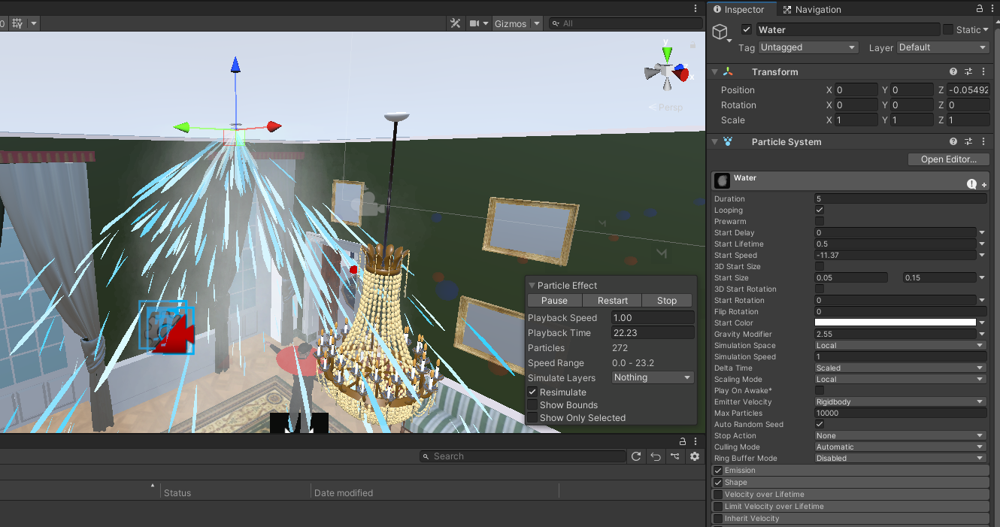 Inspector
Navigation
0
Gizmos
All
Water
Static
Tag Untagged Layer Default
Transform
Position X 0 Y 0 Z -0.05492
Rotation X 0 Y 0 Z 0
Scale X 1 Y 1 Z 1
Particle System
Open Editor...
Water
Duration 5
Looping
Prewarm
Start Delay 0
Start Lifetime 0.5
Start Speed -11.37
3D Start Size
Start Size 0.05 0.15
3D Start Rotation
Start Rotation 0
Flip Rotation 0
Start Color
Gravity Modifier 2.55
Simulation Space Local
Simulation Speed 1
Delta Time Scaled
Scaling Mode Local
Play On Awake*
Emitter Velocity Rigidbody
Max Particles 10000
Auto Random Seed
Stop Action None
Culling Mode Automatic
Ring Buffer Mode Disabled
Emission
Shape
Velocity over Lifetime
Limit Velocity over Lifetime
Inherit Velocity
y
x
Persp
Particle Effect
Pause Restart Stop
Playback Speed 1.00
Playback Time 22.23
Particles 272
Speed Range 0.0 - 23.2
Simulate Layers Nothing
Resimulate
Show Bounds
Show Only Selected
Search
Status
Date modified